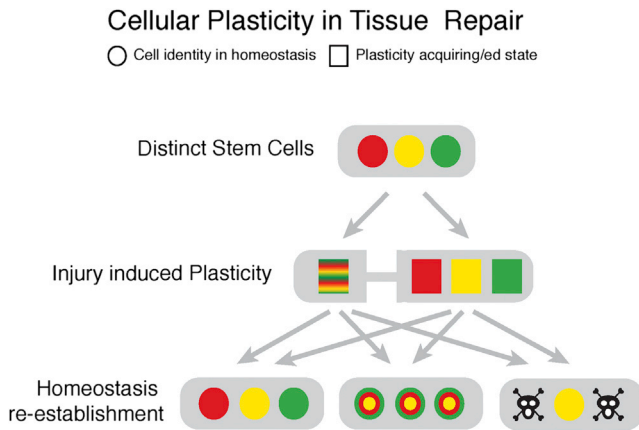 Cellular Plasticity in Tissue Repair
Cell identity in homeostasis Plasticity acquiring/ed state
Distinct Stem Cells
Injury induced Plasticity
Homeostasis
re-establishment